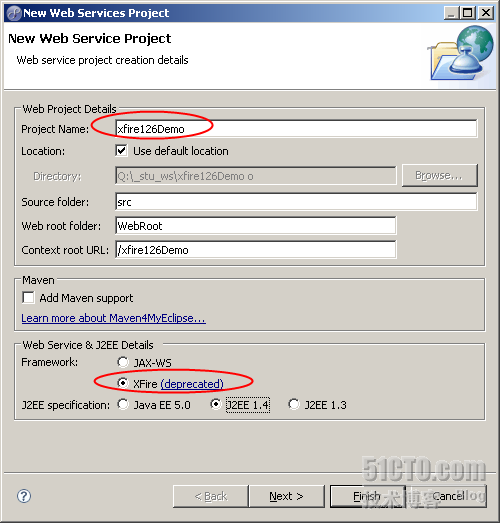 New Web Services Project
New Web Service Project
Web service project creation details
Web Project Details
Project Name: xfire126Demo
Location: Use default location
Directory: Q:\_stu_ws\xfire126Demo o Browse...
Source folder: src
Web root folder: WebRoot
Context root URL: /xfire126Demo
Maven
Add Maven support
Learn more about Maven4MyEclipse...
Web Service & J2EE Details
Framework: JAX-WS
XFire (deprecated)
J2EE specification: Java EE 5.0 J2EE 1.4 J2EE 1.3
51CTO.com
技术博客
? < Back Next > Finish Cancel